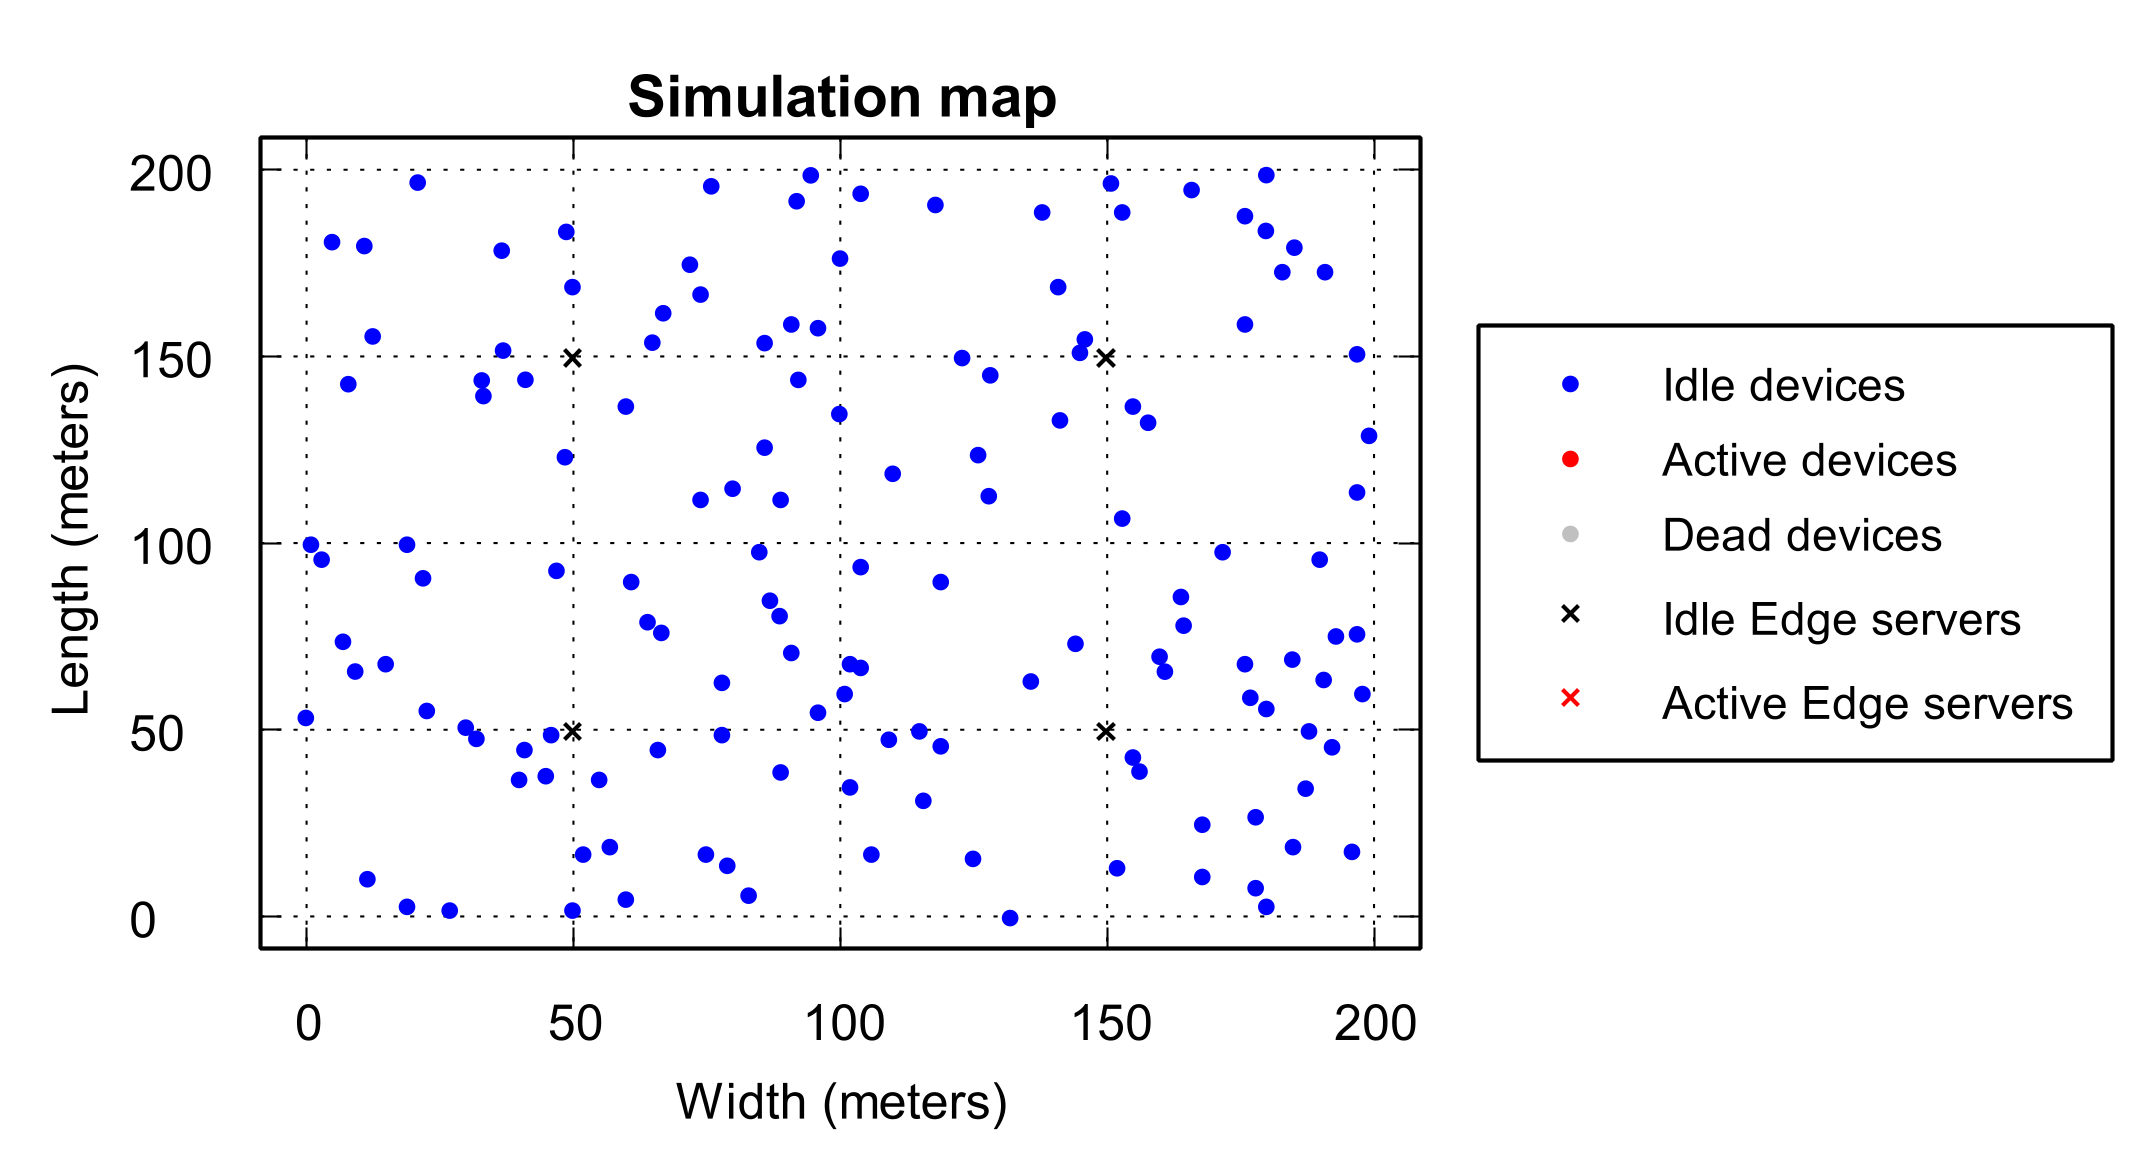 Simulation map
200
150
100
50
0
Length (meters)
0 50 100 150 200
Width (meters)
Idle devices
Active devices
Dead devices
Idle Edge servers
Active Edge servers